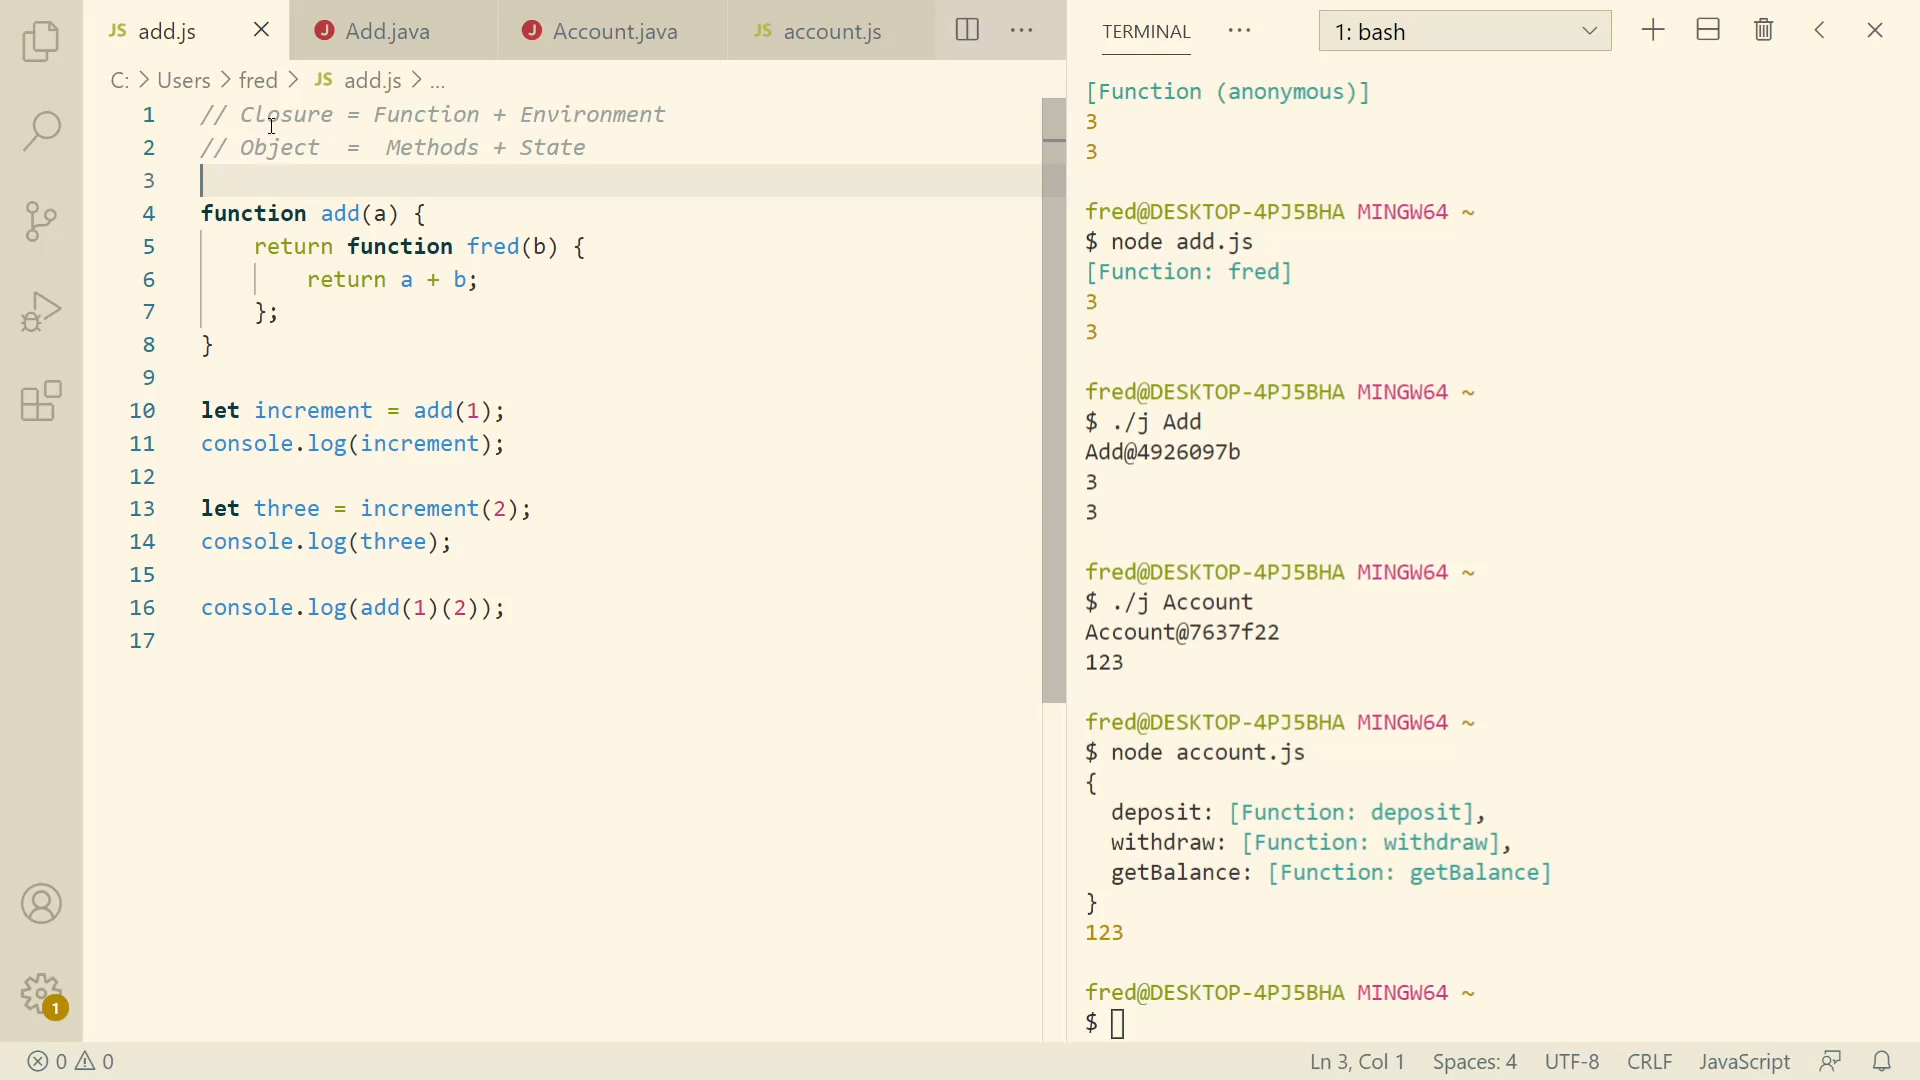 JS add.js
J Add.java
J Account.java
JS account.js
C: > Users > fred > JS add.js > ...
1 // Closure = Function + Environment
2 // Object  =  Methods + State
3
4 function add(a) {
5     return function fred(b) {
6         return a + b;
7     };
8 }
9
10 let increment = add(1);
11 console.log(increment);
12
13 let three = increment(2);
14 console.log(three);
15
16 console.log(add(1)(2));
17
1
0 0
TERMINAL ... 1: bash
[Function (anonymous)]
3
3
fred@DESKTOP-4PJ5BHA MINGW64 ~
$ node add.js
[Function: fred]
3
3
fred@DESKTOP-4PJ5BHA MINGW64 ~
$ ./j Add
Add@4926097b
3
3
fred@DESKTOP-4PJ5BHA MINGW64 ~
$ ./j Account
Account@7637f22
123
fred@DESKTOP-4PJ5BHA MINGW64 ~
$ node account.js
{
  deposit: [Function: deposit],
  withdraw: [Function: withdraw],
  getBalance: [Function: getBalance]
}
123
fred@DESKTOP-4PJ5BHA MINGW64 ~
$
Ln 3, Col 1 Spaces: 4 UTF-8 CRLF JavaScript